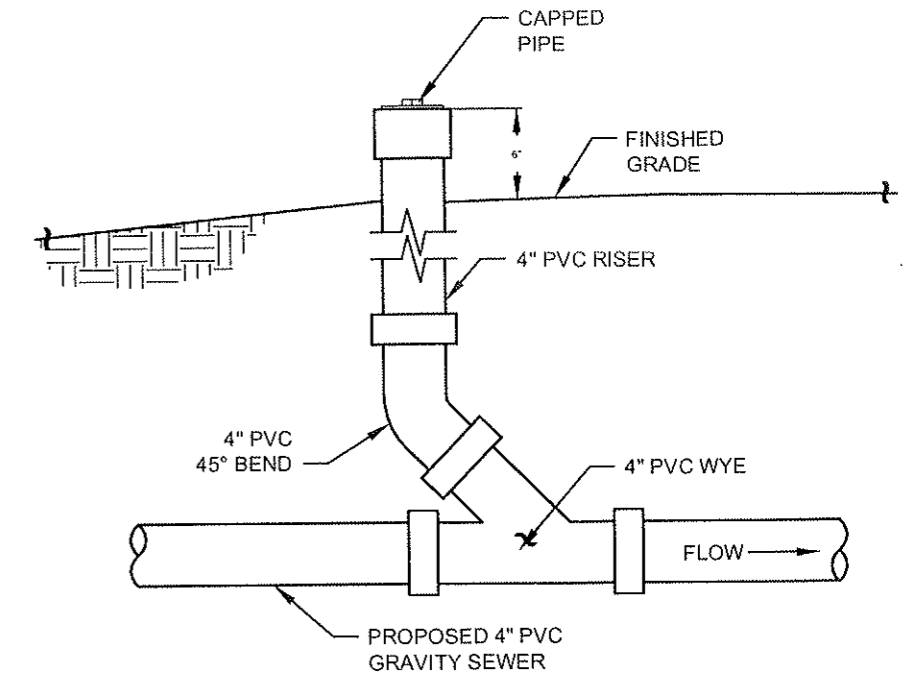 CAPPED
PIPE
6"
FINISHED
GRADE
4" PVC RISER
4" PVC
45° BEND
4" PVC WYE
FLOW
PROPOSED 4" PVC
GRAVITY SEWER